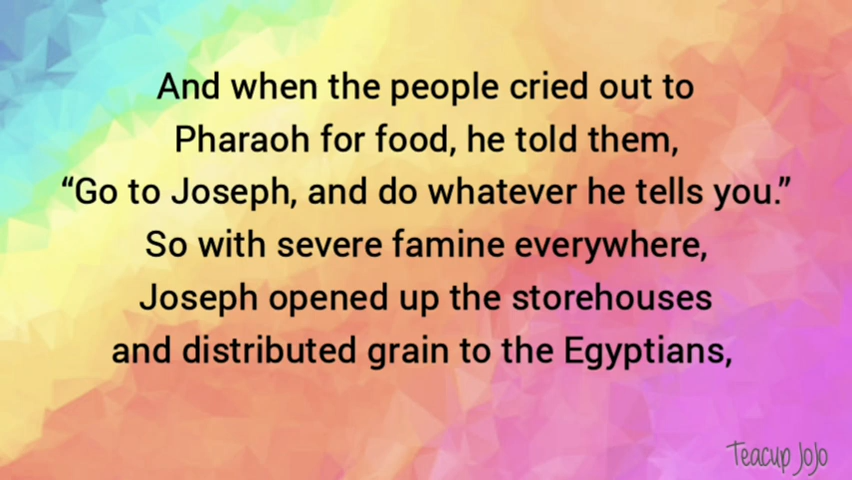 And when the people cried out to
Pharaoh for food, he told them,
“Go to Joseph, and do whatever he tells you.”
So with severe famine everywhere,
Joseph opened up the storehouses
and distributed grain to the Egyptians,
Teacup JoJo